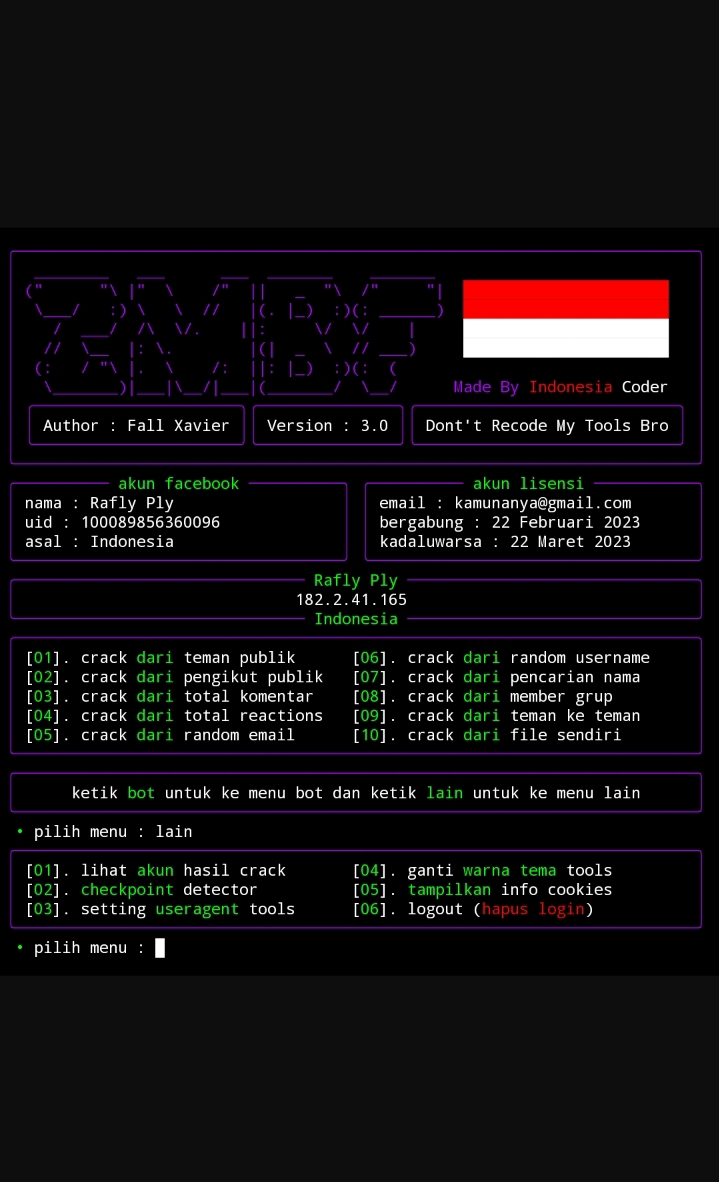 Made By Indonesia Coder
Author : Fall Xavier
Version : 3.0
Dont't Recode My Tools Bro
akun facebook
nama : Rafly Ply
uid : 100089856360096
asal : Indonesia
akun lisensi
email : kamunanya@gmail.com
bergabung : 22 Februari 2023
kadaluwarsa : 22 Maret 2023
Rafly Ply
182.2.41.165
Indonesia
[01]. crack dari teman publik
[02]. crack dari pengikut publik
[03]. crack dari total komentar
[04]. crack dari total reactions
[05]. crack dari random email
[06]. crack dari random username
[07]. crack dari pencarian nama
[08]. crack dari member grup
[09]. crack dari teman ke teman
[10]. crack dari file sendiri
ketik bot untuk ke menu bot dan ketik lain untuk ke menu lain
• pilih menu : lain
[01]. lihat akun hasil crack
[02]. checkpoint detector
[03]. setting useragent tools
[04]. ganti warna tema tools
[05]. tampilkan info cookies
[06]. logout (hapus login)
• pilih menu :